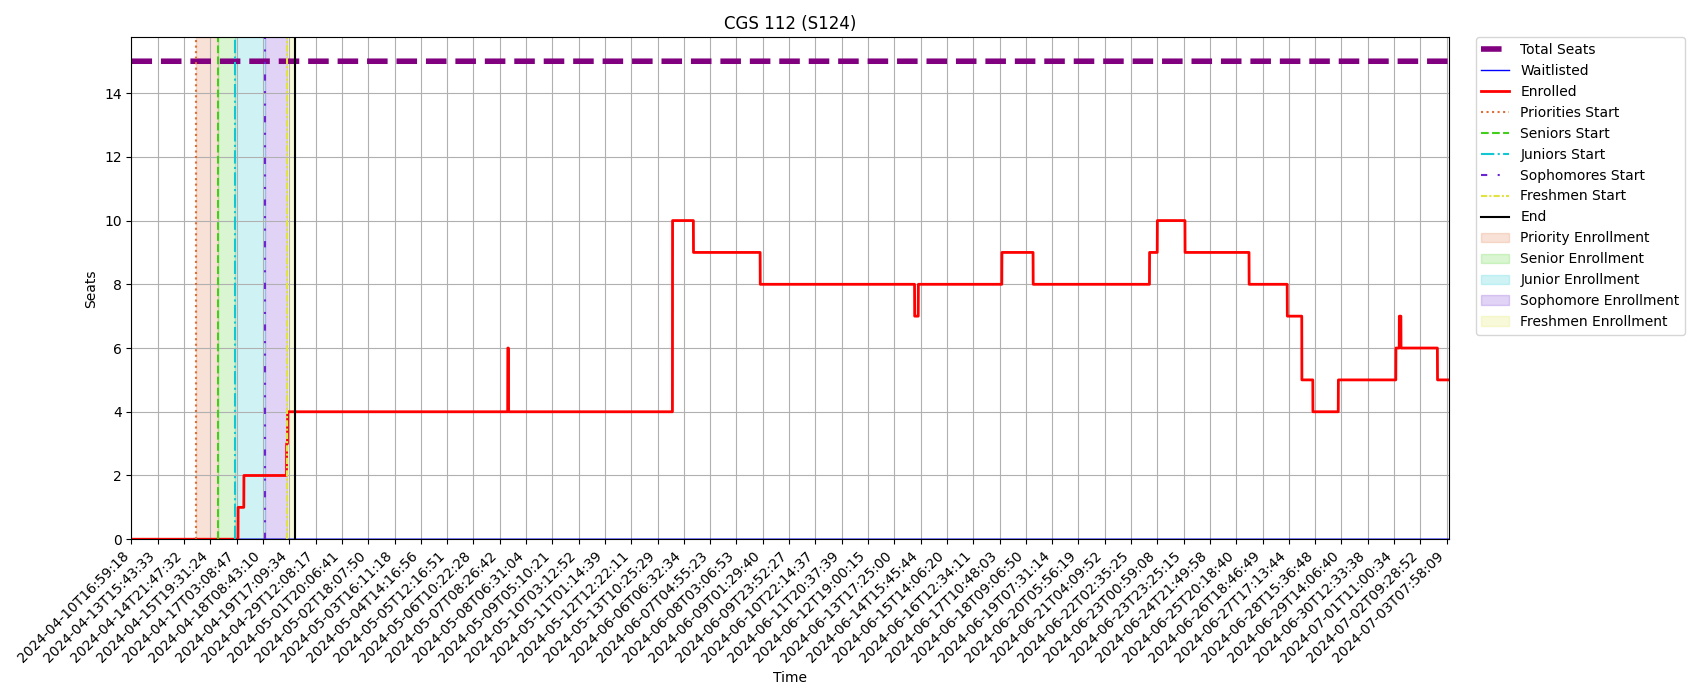 CGS 112 (S124)
Seats
14
12
10
8
6
4
2
0
2024-04-10T16:59:18
2024-04-13T15:43:33
2024-04-14T21:47:32
2024-04-15T19:31:24
2024-04-17T03:08:47
2024-04-18T08:43:10
2024-04-19T17:09:34
2024-04-29T12:08:17
2024-05-01T20:06:41
2024-05-02T18:07:50
2024-05-03T16:11:18
2024-05-04T14:16:56
2024-05-05T12:16:51
2024-05-06T10:22:28
2024-05-07T08:26:42
2024-05-08T06:31:04
2024-05-09T05:10:21
2024-05-10T03:12:52
2024-05-11T01:14:39
2024-05-12T12:22:11
2024-05-13T10:25:29
2024-06-06T06:32:34
2024-06-07T04:55:23
2024-06-08T03:06:53
2024-06-09T01:29:40
2024-06-09T23:52:27
2024-06-10T22:14:37
2024-06-11T20:37:39
2024-06-12T19:00:15
2024-06-13T17:25:00
2024-06-14T15:45:44
2024-06-15T14:06:20
2024-06-16T12:34:11
2024-06-17T10:48:03
2024-06-18T09:06:50
2024-06-19T07:31:14
2024-06-20T05:56:19
2024-06-21T04:09:52
2024-06-22T02:35:25
2024-06-23T00:59:08
2024-06-23T23:25:15
2024-06-24T21:49:58
2024-06-25T20:18:40
2024-06-26T18:46:49
2024-06-27T17:13:44
2024-06-28T15:36:48
2024-06-29T14:06:40
2024-06-30T12:33:38
2024-07-01T11:00:34
2024-07-02T09:28:52
2024-07-03T07:58:09
Time
Total Seats
Waitlisted
Enrolled
Priorities Start
Seniors Start
Juniors Start
Sophomores Start
Freshmen Start
End
Priority Enrollment
Senior Enrollment
Junior Enrollment
Sophomore Enrollment
Freshmen Enrollment